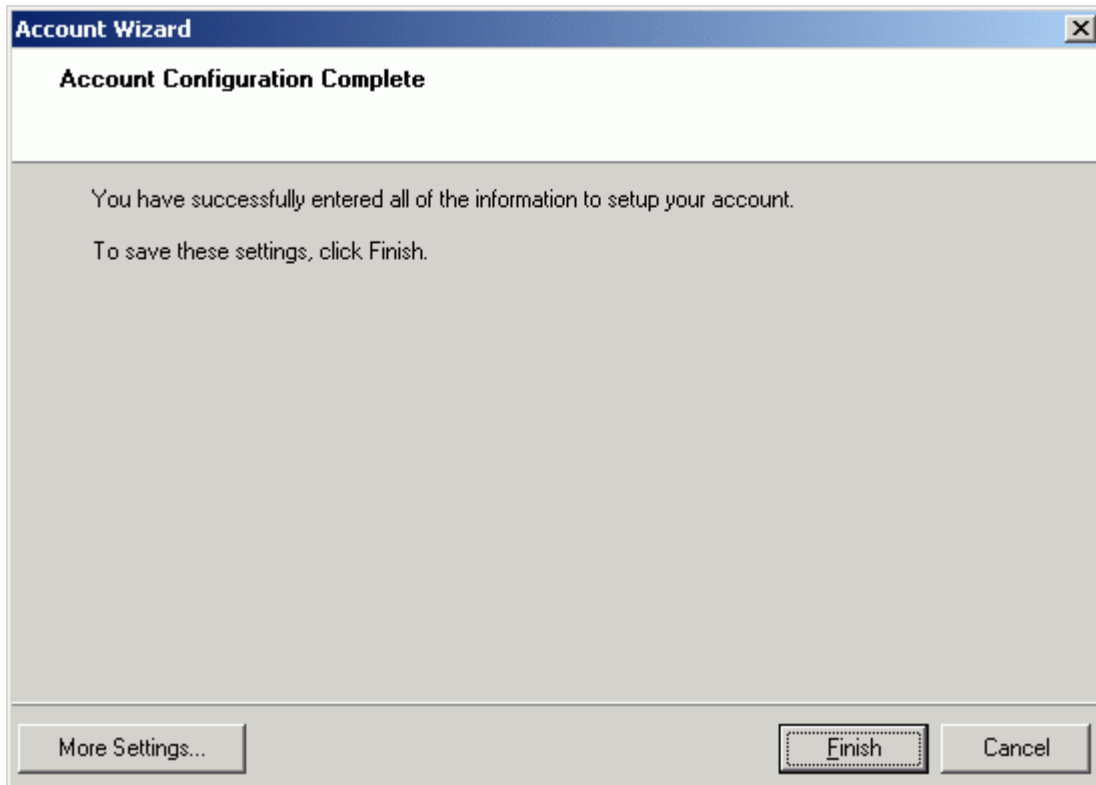 Account Wizard
Account Configuration Complete
You have successfully entered all of the information to setup your account.
To save these settings, click Finish.
More Settings...
Finish
Cancel